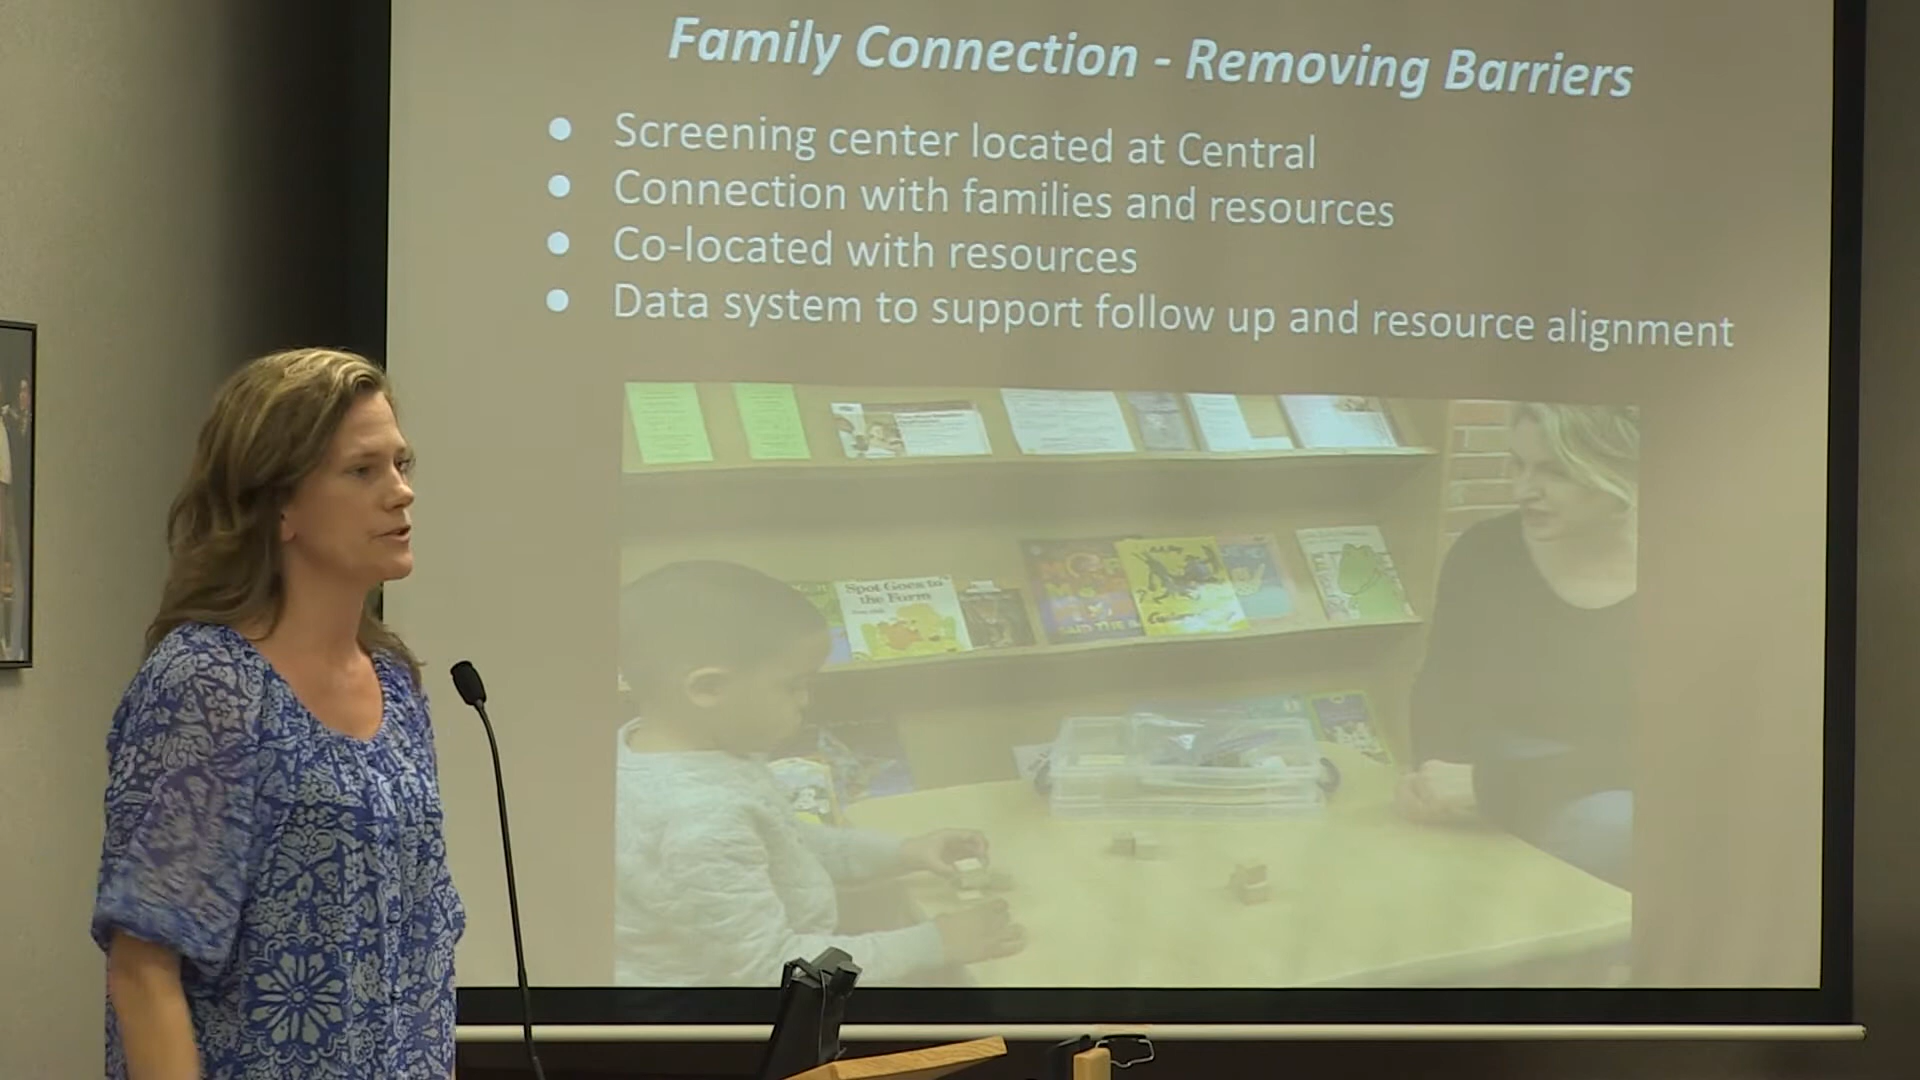 Family Connection - Removing Barriers
● Screening center located at Central
● Connection with families and resources
● Co-located with resources
● Data system to support follow up and resource alignment
Spot Goes to
the Farm